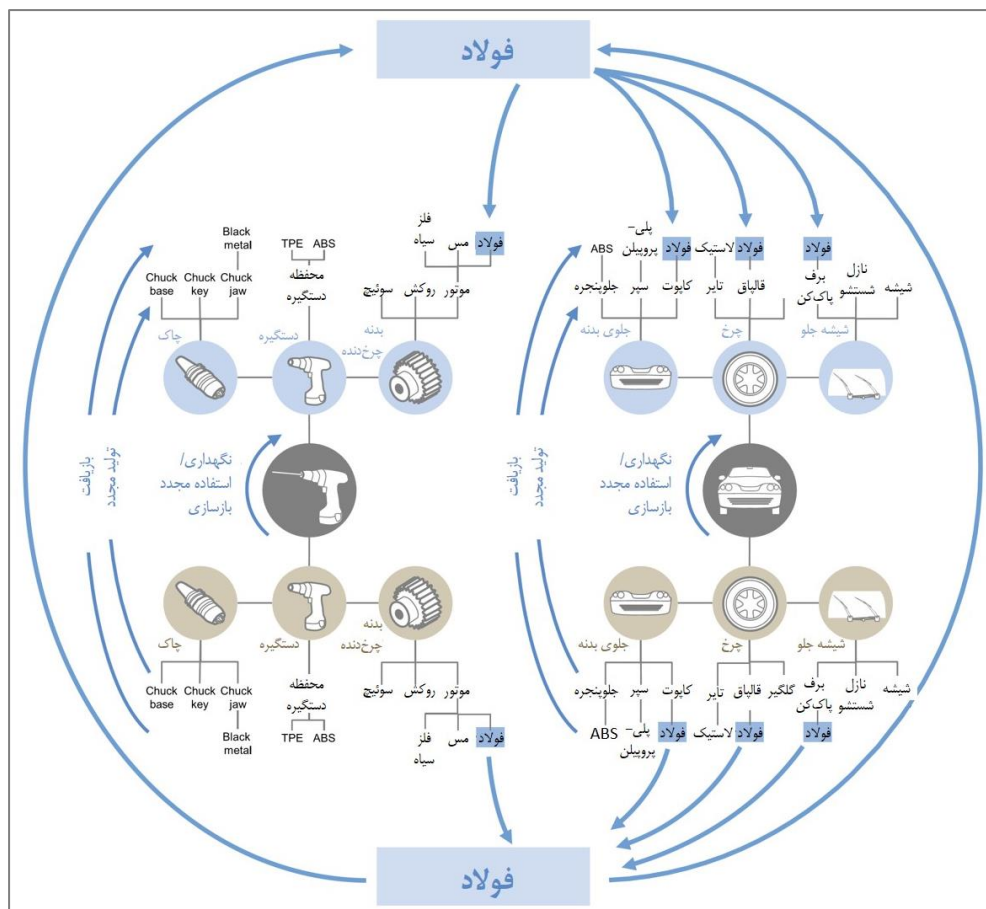 فولاد
Black metal
Chuck base
Chuck key
Chuck jaw
چاک
TPE
ABS
محفظه دستگیره
دستگیره
فلز سیاه
مس
فولاد
سوئیچ
روکش
موتور
بدنه چرخ‌دنده
ABS
پلی-پروپیلن
فولاد
جلوپنجره
سپر
کاپوت
جلوی بدنه
لاستیک
فولاد
تایر
قالپاق
چرخ
فولاد
برف پاک‌کن
نازل شستشو
شیشه
شیشه جلو
بازیافت
تولید مجدد
نگهداری/
استفاده مجدد
بازسازی
بازیافت
تولید مجدد
نگهداری/
استفاده مجدد
بازسازی
چاک
Chuck base
Chuck key
Chuck jaw
Black metal
دستگیره
محفظه دستگیره
TPE
ABS
بدنه چرخ‌دنده
سوئیچ
روکش
موتور
فلز سیاه
مس
فولاد
جلوی بدنه
جلوپنجره
سپر
کاپوت
ABS
پلی-پروپیلن
فولاد
چرخ
تایر
قالپاق
گلگیر
لاستیک
فولاد
شیشه جلو
برف پاک‌کن
نازل شستشو
شیشه
فولاد
فولاد